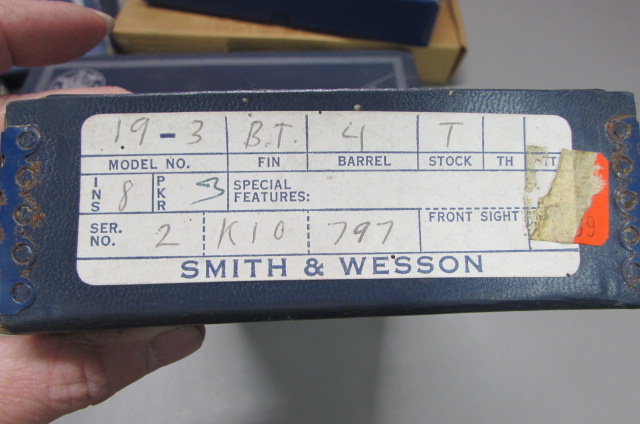 19-3 B.T. 4 T
MODEL NO. FIN BARREL STOCK TH
INS 8 PKR 3 SPECIAL FEATURES:
SER. NO. 2 K10 797 FRONT SIGHT
SMITH & WESSON